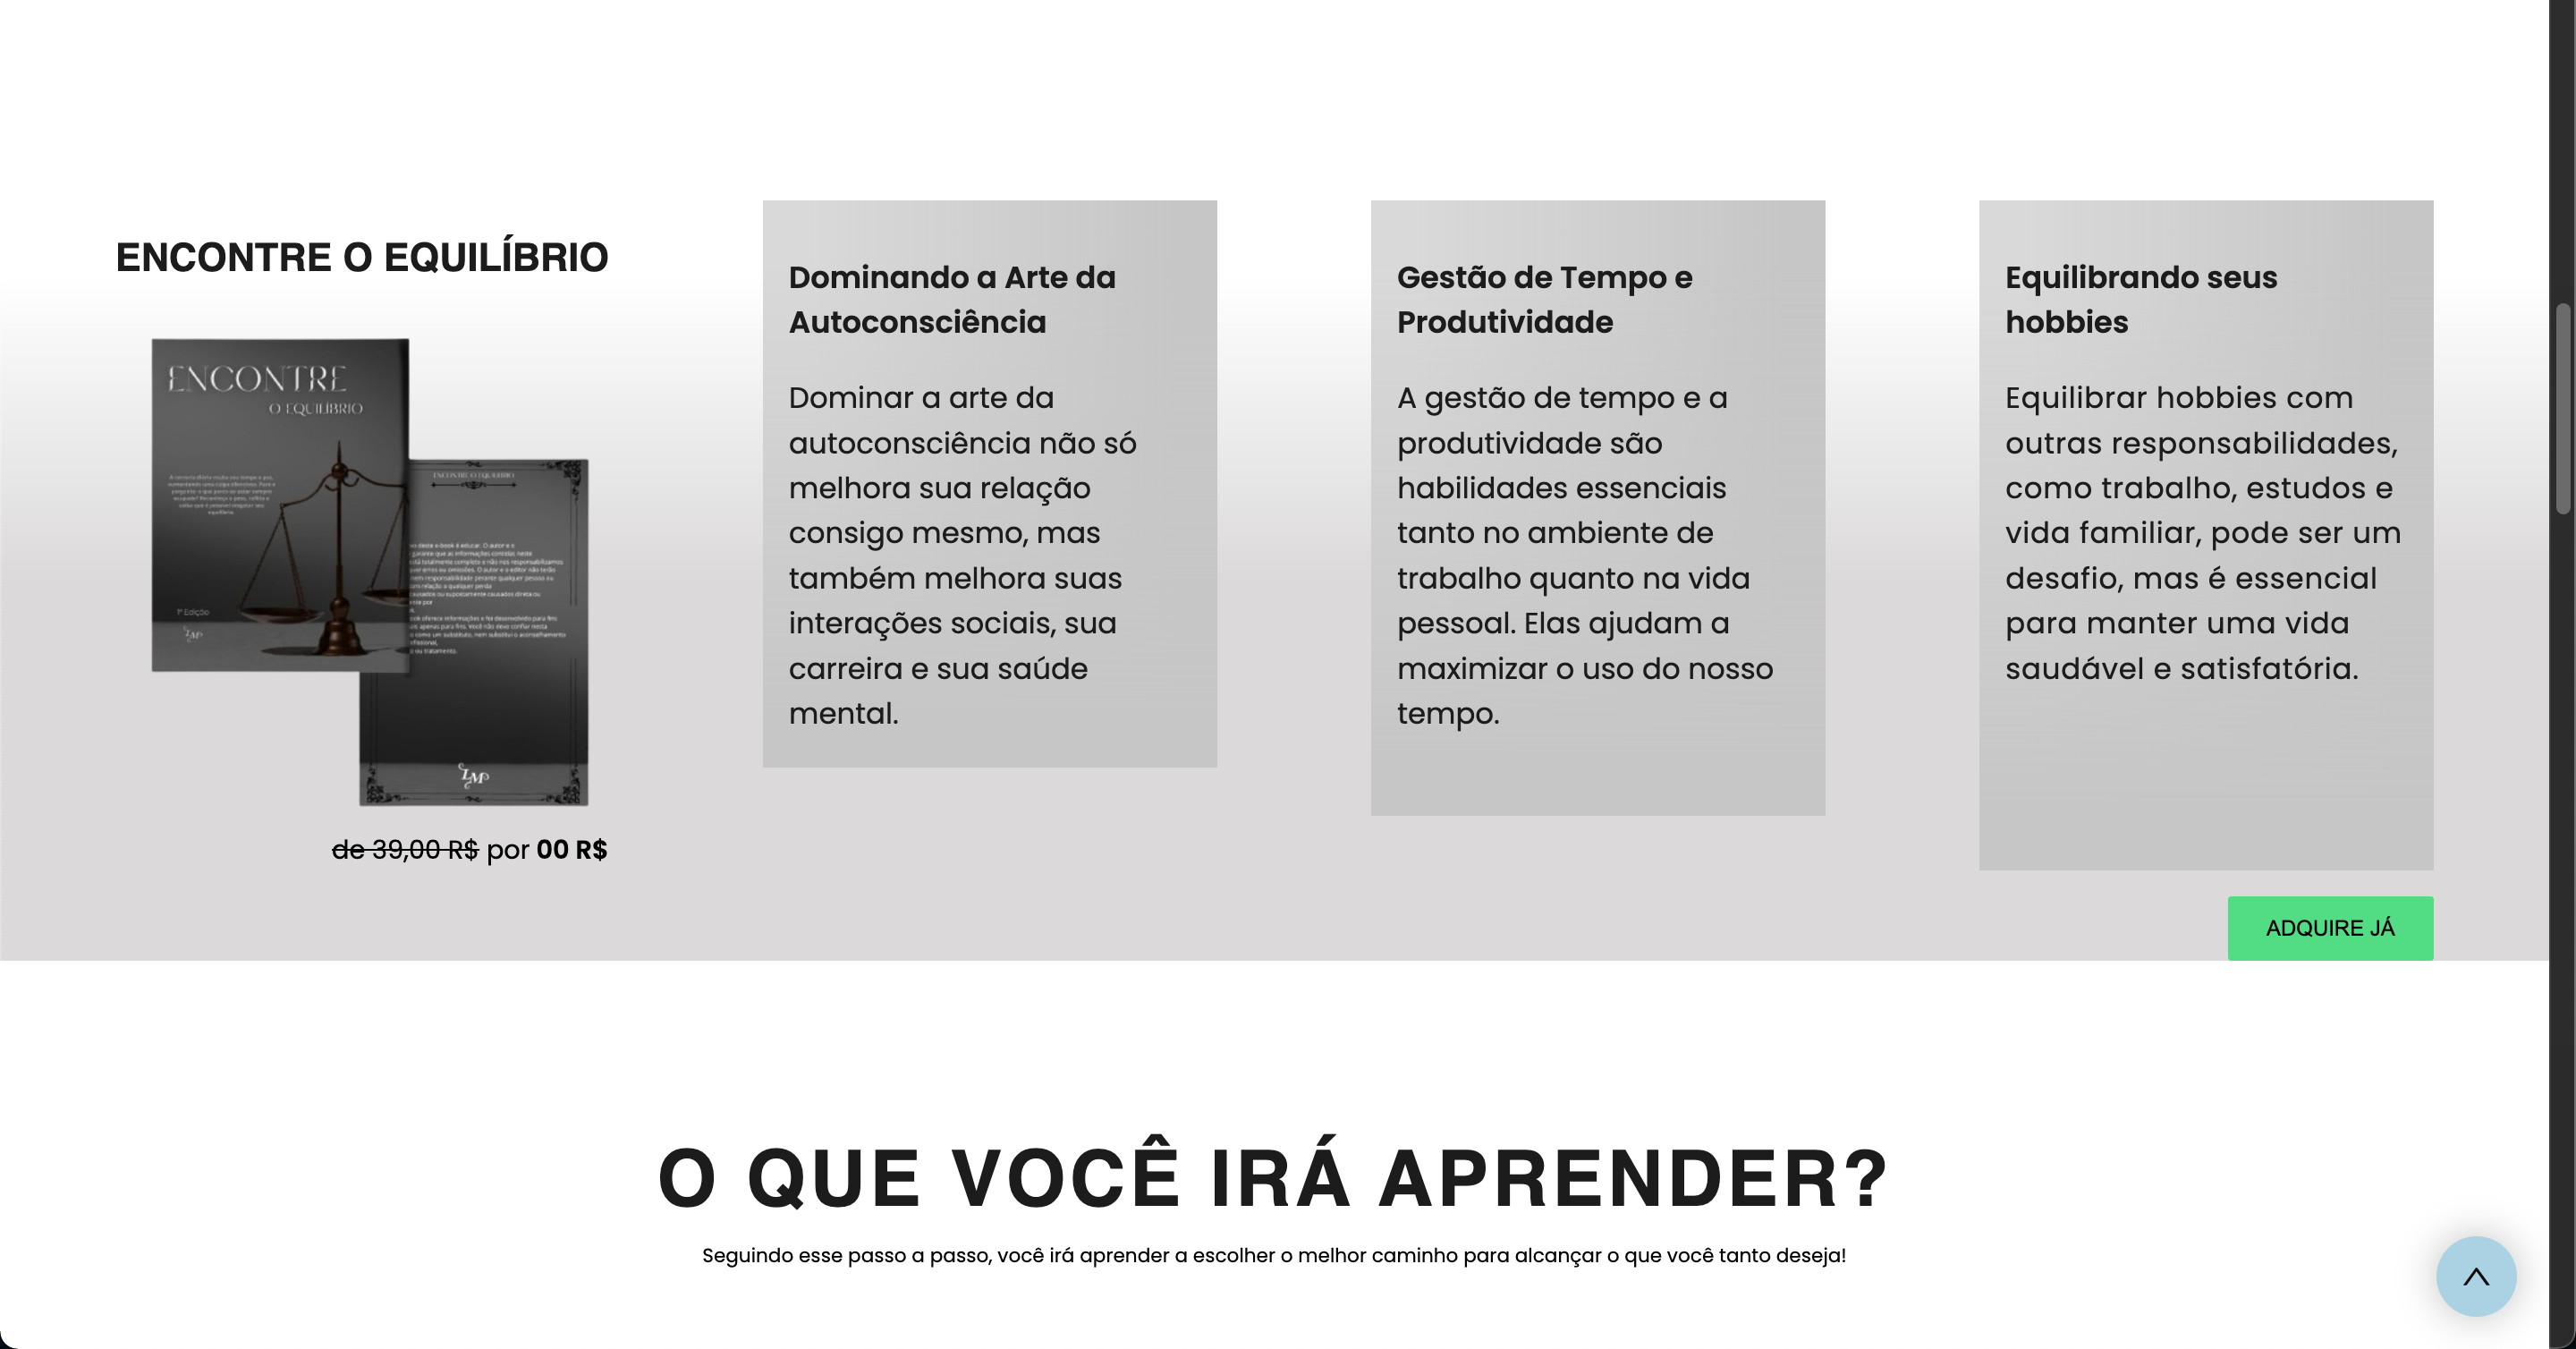 ENCONTRE O EQUILÍBRIO
ENCONTRE
O EQUILÍBRIO
1ª Edição
LM
ENCONTRE O EQUILÍBRIO
LM
de 39,00 R$ por 00 R$
Dominando a Arte da
Autoconsciência
Dominar a arte da
autoconsciência não só
melhora sua relação
consigo mesmo, mas
também melhora suas
interações sociais, sua
carreira e sua saúde
mental.
Gestão de Tempo e
Produtividade
A gestão de tempo e a
produtividade são
habilidades essenciais
tanto no ambiente de
trabalho quanto na vida
pessoal. Elas ajudam a
maximizar o uso do nosso
tempo.
Equilibrando seus
hobbies
Equilibrar hobbies com
outras responsabilidades,
como trabalho, estudos e
vida familiar, pode ser um
desafio, mas é essencial
para manter uma vida
saudável e satisfatória.
ADQUIRE JÁ
O QUE VOCÊ IRÁ APRENDER?
Seguindo esse passo a passo, você irá aprender a escolher o melhor caminho para alcançar o que você tanto deseja!